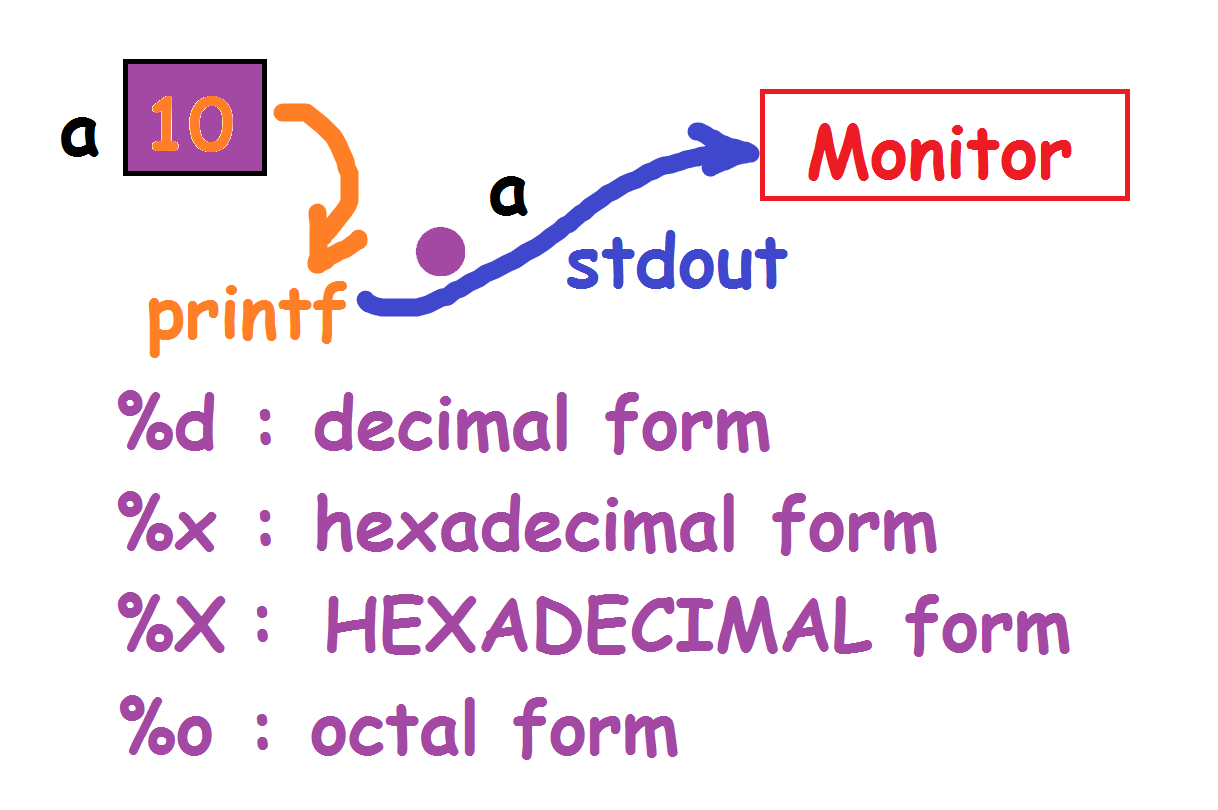 a 10
Monitor
a
stdout
printf
%d : decimal form
%x : hexadecimal form
%X : HEXADECIMAL form
%o : octal form